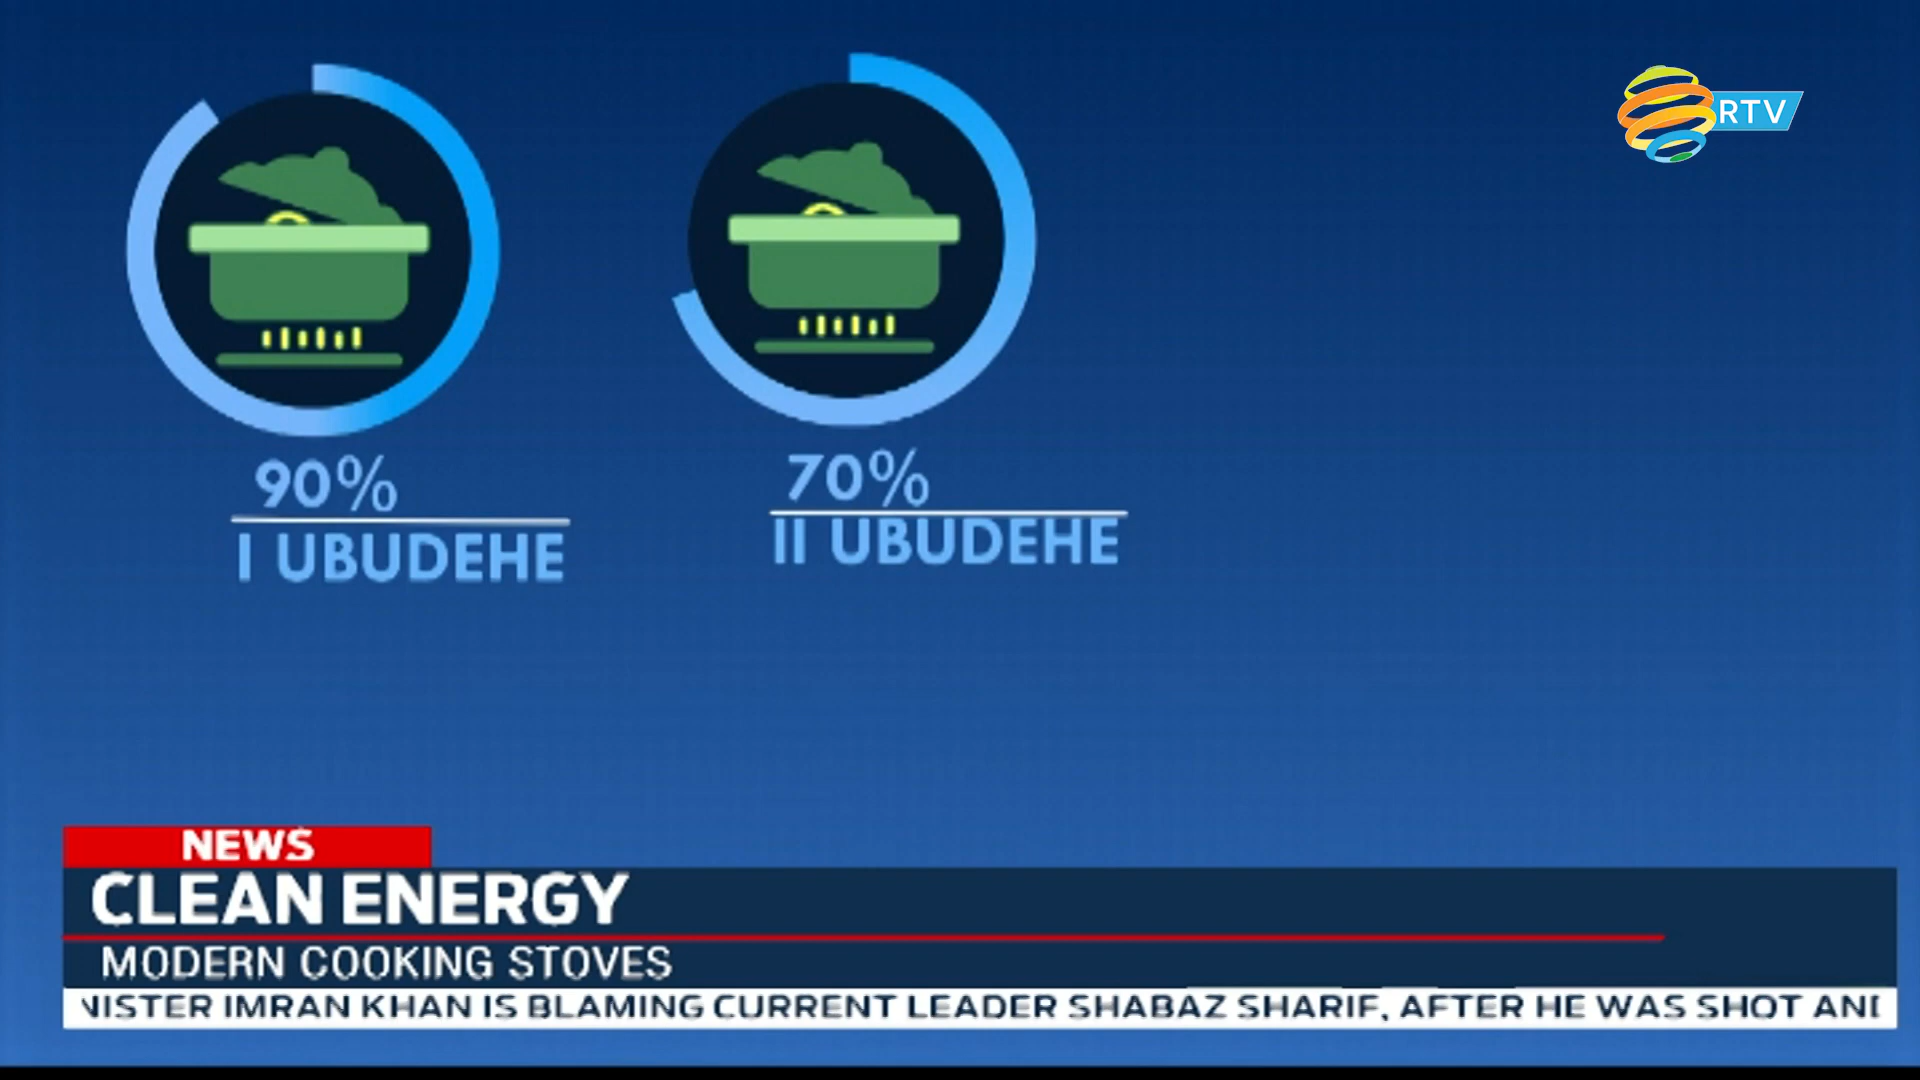 RTV
90%
70%
I UBUDEHE
II UBUDEHE
NEWS
CLEAN ENERGY
MODERN COOKING STOVES
NISTER IMRAN KHAN IS BLAMING CURRENT LEADER SHABAZ SHARIF, AFTER HE WAS SHOT AND